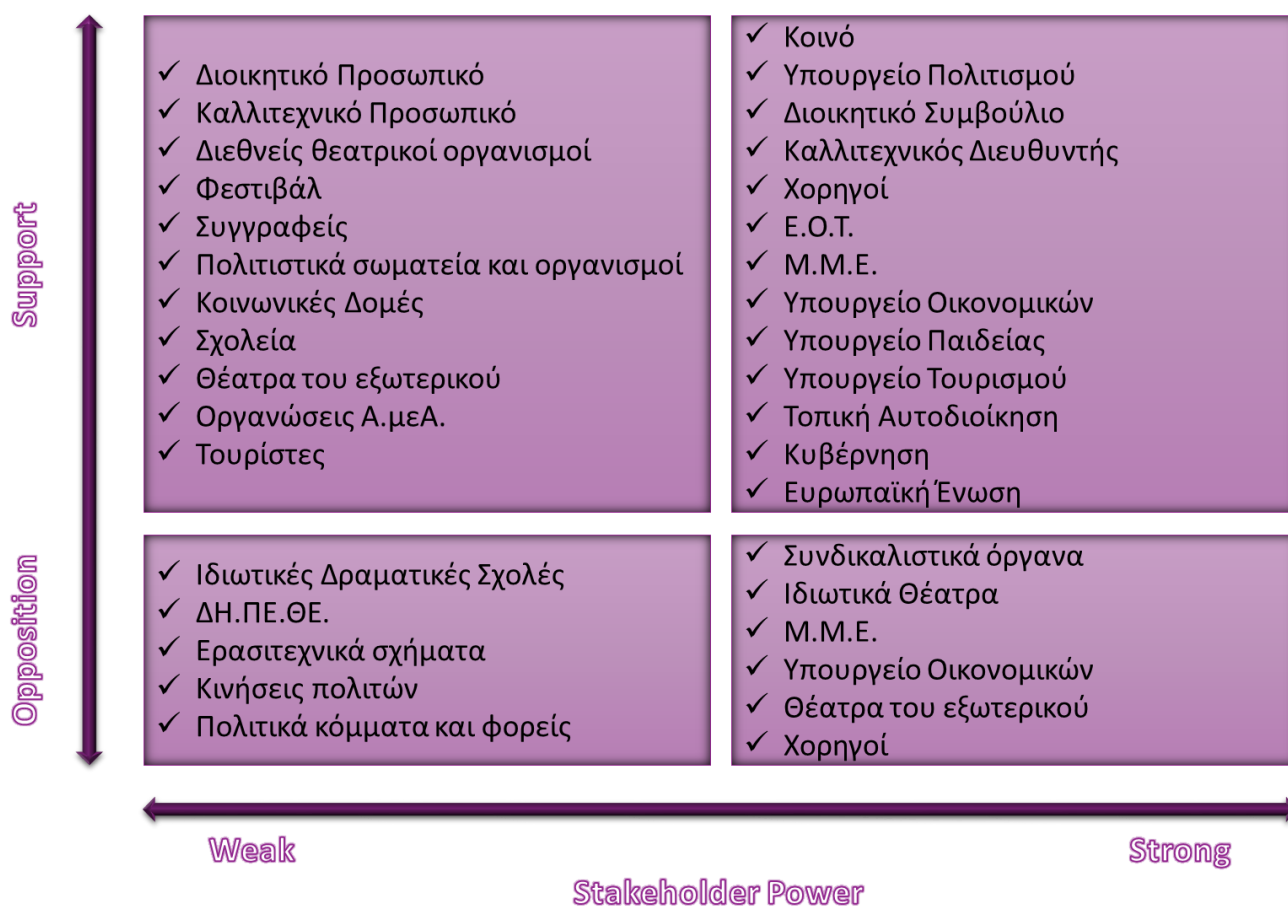 Support
✓ Διοικητικό Προσωπικό
✓ Καλλιτεχνικό Προσωπικό
✓ Διεθνείς θεατρικοί οργανισμοί
✓ Φεστιβάλ
✓ Συγγραφείς
✓ Πολιτιστικά σωματεία και οργανισμοί
✓ Κοινωνικές Δομές
✓ Σχολεία
✓ Θέατρα του εξωτερικού
✓ Οργανώσεις Α.μεΑ.
✓ Τουρίστες
✓ Κοινό
✓ Υπουργείο Πολιτισμού
✓ Διοικητικό Συμβούλιο
✓ Καλλιτεχνικός Διευθυντής
✓ Χορηγοί
✓ Ε.Ο.Τ.
✓ Μ.Μ.Ε.
✓ Υπουργείο Οικονομικών
✓ Υπουργείο Παιδείας
✓ Υπουργείο Τουρισμού
✓ Τοπική Αυτοδιοίκηση
✓ Κυβέρνηση
✓ Ευρωπαϊκή Ένωση
Opposition
✓ Ιδιωτικές Δραματικές Σχολές
✓ ΔΗ.ΠΕ.ΘΕ.
✓ Ερασιτεχνικά σχήματα
✓ Κινήσεις πολιτών
✓ Πολιτικά κόμματα και φορείς
✓ Συνδικαλιστικά όργανα
✓ Ιδιωτικά Θέατρα
✓ Μ.Μ.Ε.
✓ Υπουργείο Οικονομικών
✓ Θέατρα του εξωτερικού
✓ Χορηγοί
Weak
Strong
Stakeholder Power